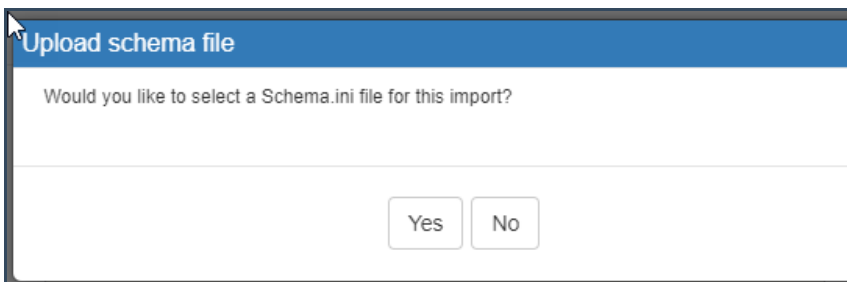 Upload schema file
Would you like to select a Schema.ini file for this import?
Yes No